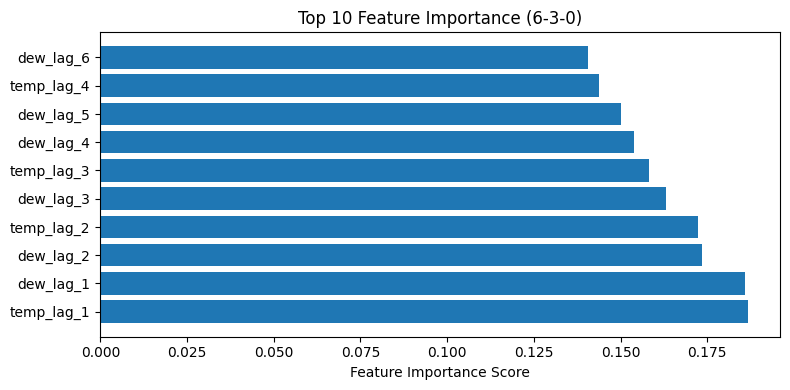 Top 10 Feature Importance (6-3-0)
dew_lag_6
temp_lag_4
dew_lag_5
dew_lag_4
temp_lag_3
dew_lag_3
temp_lag_2
dew_lag_2
dew_lag_1
temp_lag_1
0.000 0.025 0.050 0.075 0.100 0.125 0.150 0.175
Feature Importance Score